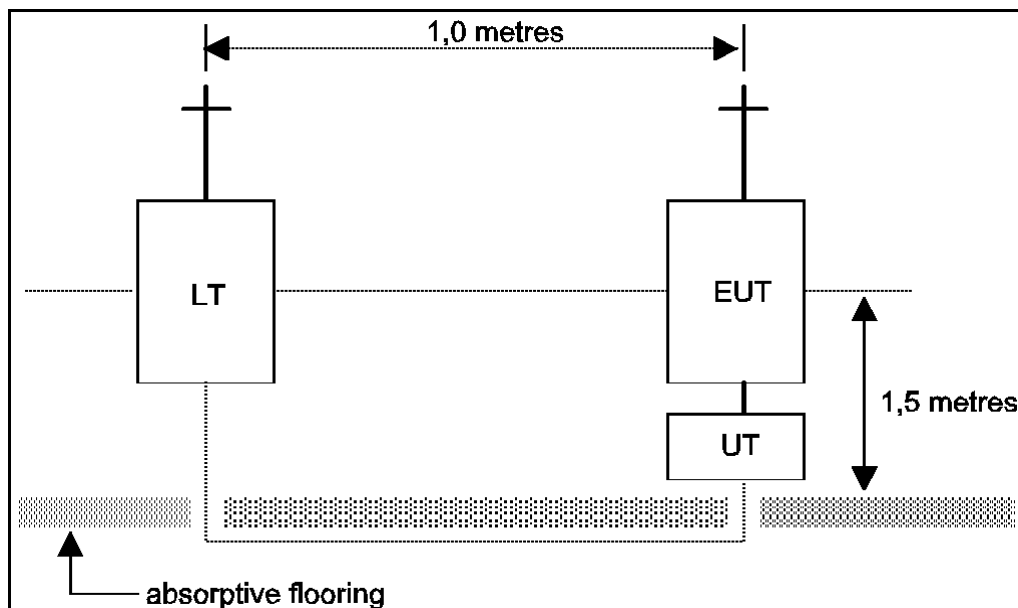 1,0 metres
LT
EUT
1,5 metres
UT
absorptive flooring